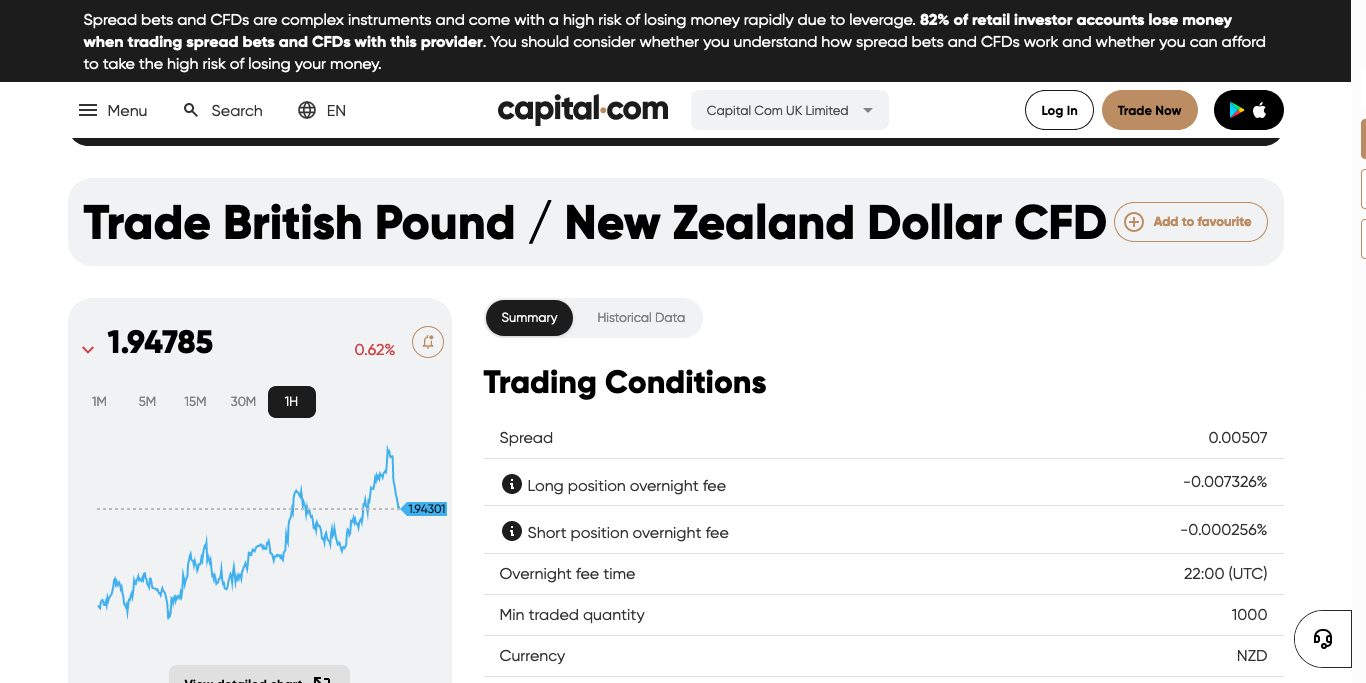 Spread bets and CFDs are complex instruments and come with a high risk of losing money rapidly due to leverage. 82% of retail investor accounts lose money
when trading spread bets and CFDs with this provider. You should consider whether you understand how spread bets and CFDs work and whether you can afford
to take the high risk of losing your money.
Menu Search EN capital.com Capital Com UK Limited Log In Trade Now
Trade British Pound / New Zealand Dollar CFD Add to favourite
1.94785 0.62%
1M 5M 15M 30M 1H
1.94301
View detailed chart
Summary Historical Data
Trading Conditions
Spread 0.00507
Long position overnight fee -0.007326%
Short position overnight fee -0.000256%
Overnight fee time 22:00 (UTC)
Min traded quantity 1000
Currency NZD